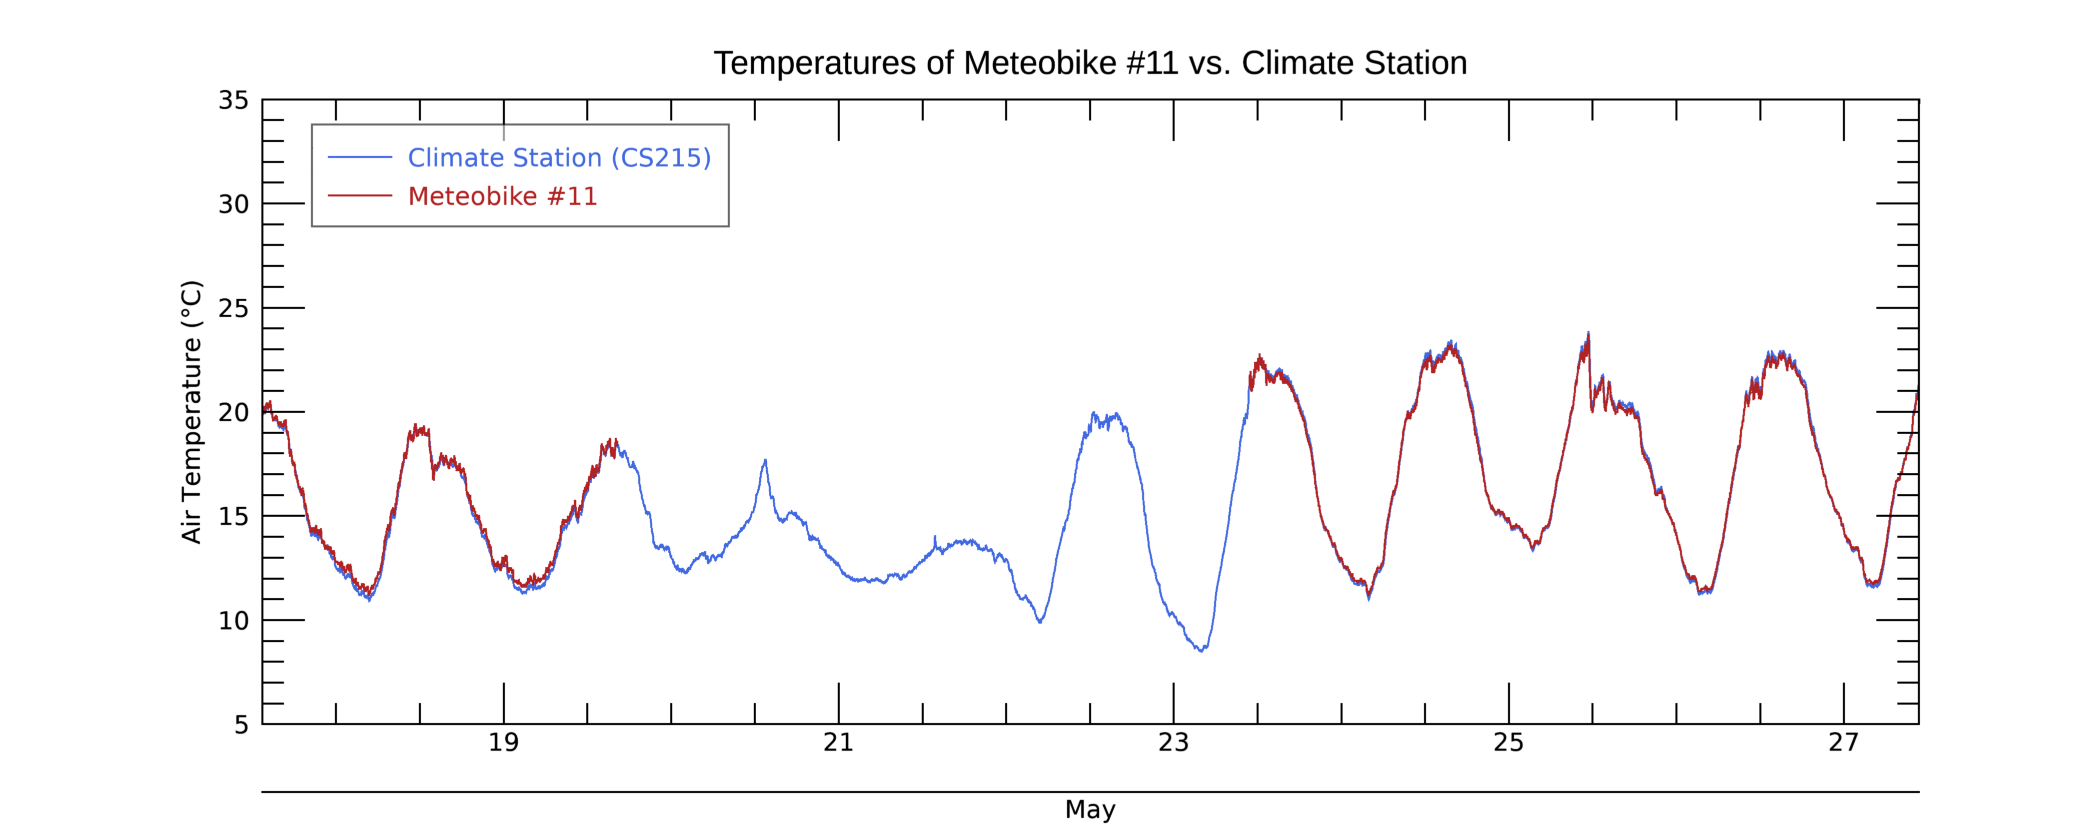 Temperatures of Meteobike #11 vs. Climate Station
35
30
25
20
15
10
5
Air Temperature (°C)
Climate Station (CS215)
Meteobike #11
19 21 23 25 27
May